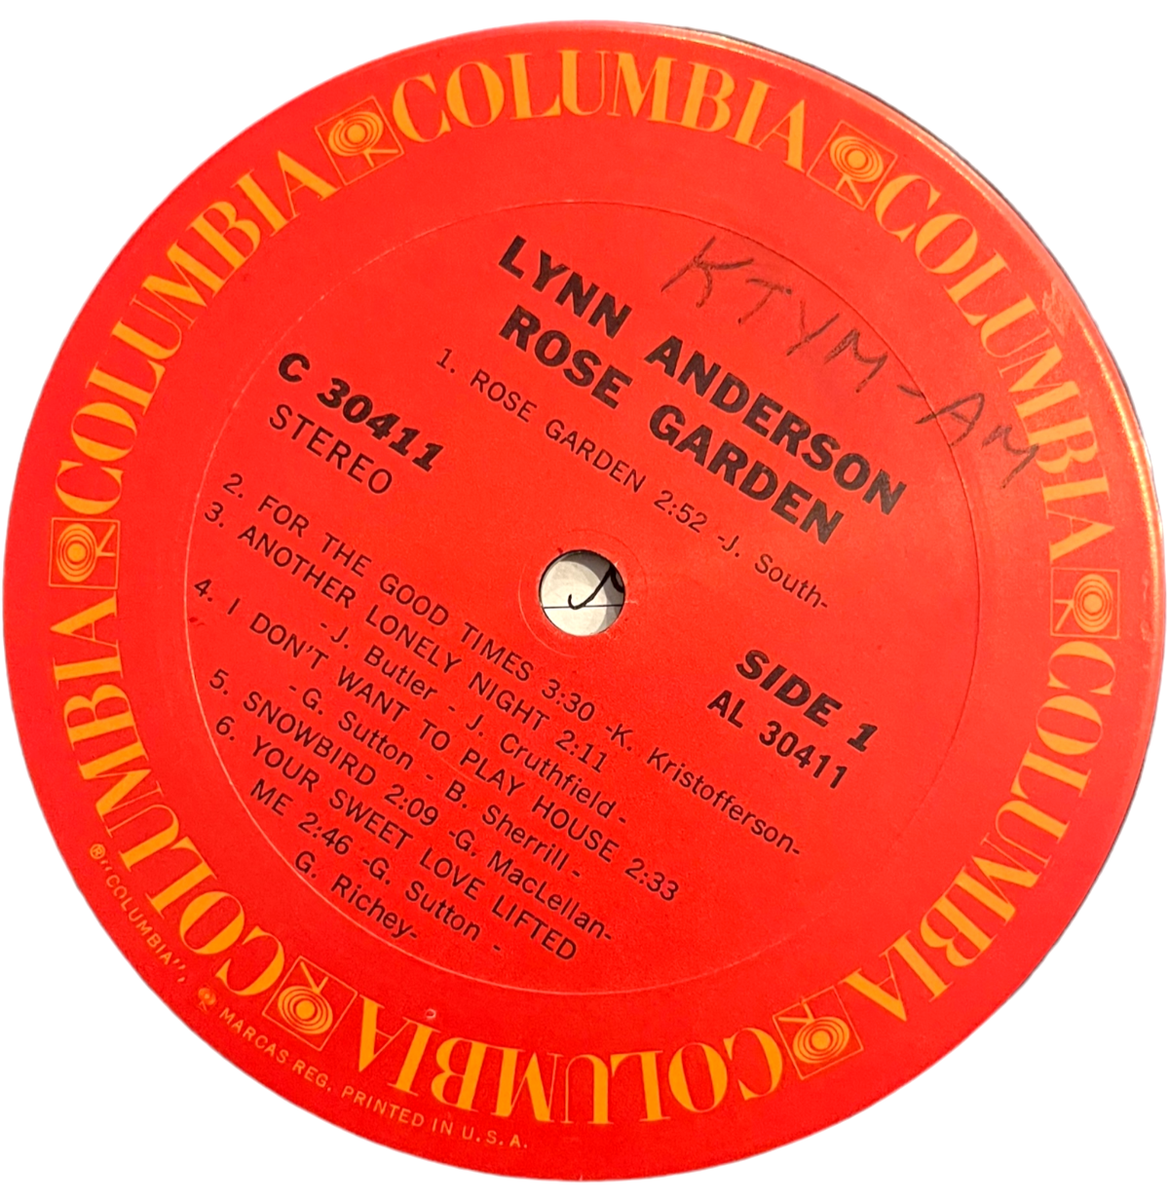 COLUMBIA COLUMBIA COLUMBIA COLUMBIA COLUMBIA COLUMBIA
KTYM-AM
LYNN ANDERSON
ROSE GARDEN
1. ROSE GARDEN 2:52 -J. South-
C 30411
STEREO
SIDE 1
AL 30411
2. FOR THE GOOD TIMES 3:30 -K. Kristofferson-
3. ANOTHER LONELY NIGHT 2:11
-J. Butler - J. Cruthfield-
4. I DON'T WANT TO PLAY HOUSE 2:33
-G. Sutton - B. Sherrill-
5. SNOWBIRD 2:09 -G. MacLellan-
6. YOUR SWEET LOVE LIFTED
ME 2:46 -G. Sutton -
G. Richey-
®"COLUMBIA", MARCAS REG. PRINTED IN U.S.A.